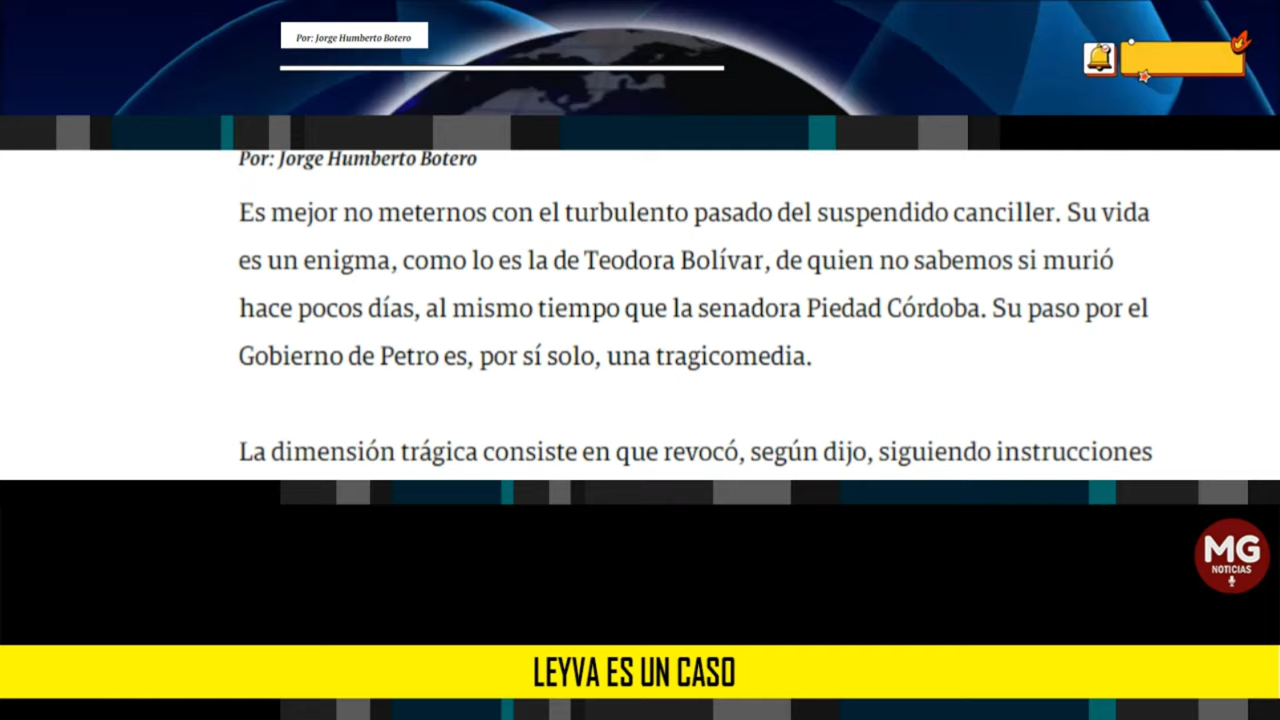 Por: Jorge Humberto Botero
Por: Jorge Humberto Botero
Es mejor no meternos con el turbulento pasado del suspendido canciller. Su vida
es un enigma, como lo es la de Teodora Bolívar, de quien no sabemos si murió
hace pocos días, al mismo tiempo que la senadora Piedad Córdoba. Su paso por el
Gobierno de Petro es, por sí solo, una tragicomedia.
La dimensión trágica consiste en que revocó, según dijo, siguiendo instrucciones
MG
NOTICIAS
LEYVA ES UN CASO